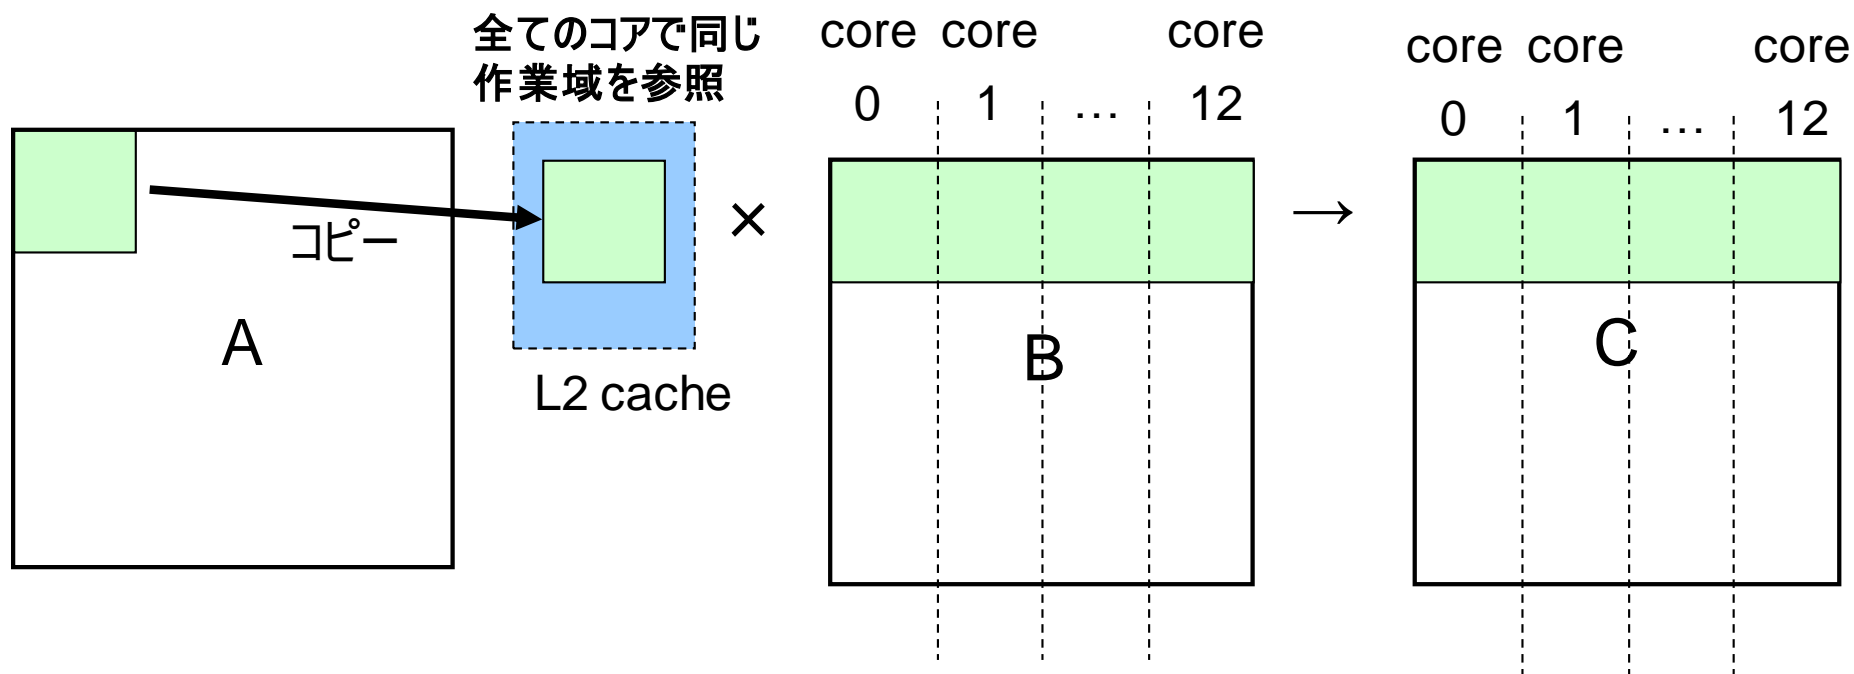 全てのコアで同じ
作業域を参照
コピー
A
L2 cache
×
core core core
0 1 … 12
B
→
core core core
0 1 … 12
C